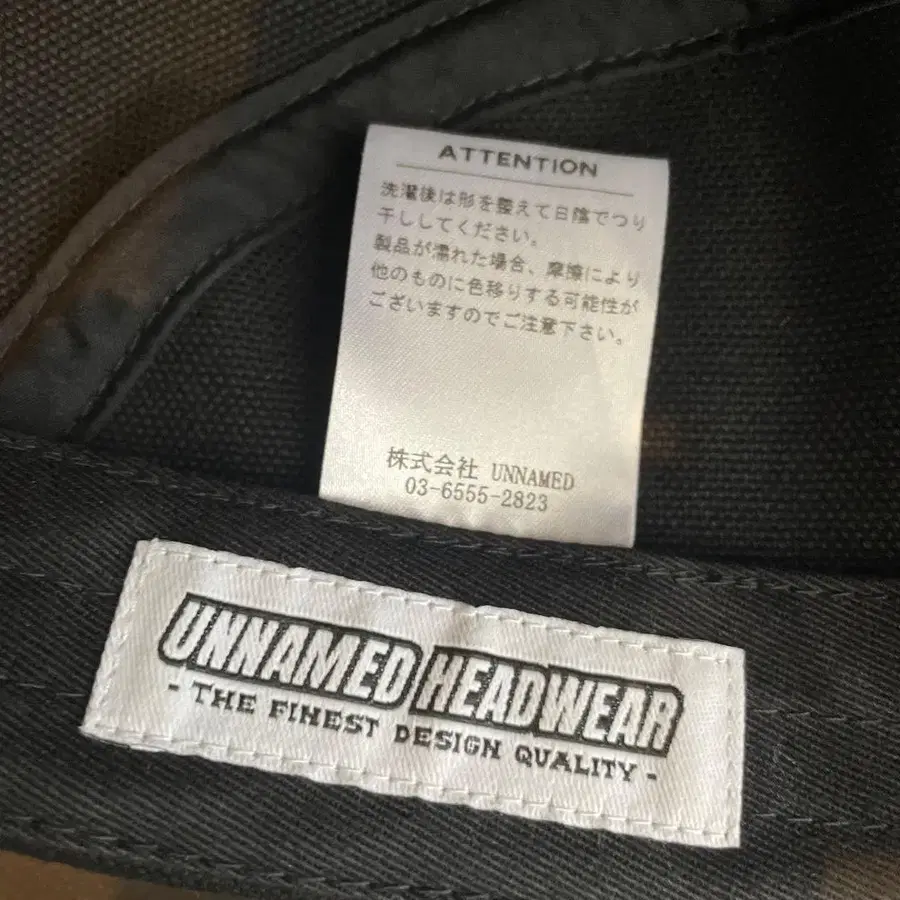 ATTENTION
洗濯後は形を整えて日陰でつり
干ししてください。
製品が濡れた場合、摩擦により
他のものに色移りする可能性が
ございますのでご注意下さい。
株式会社 UNNAMED
03-6555-2823
UNNAMED HEADWEAR
- THE FINEST DESIGN QUALITY -